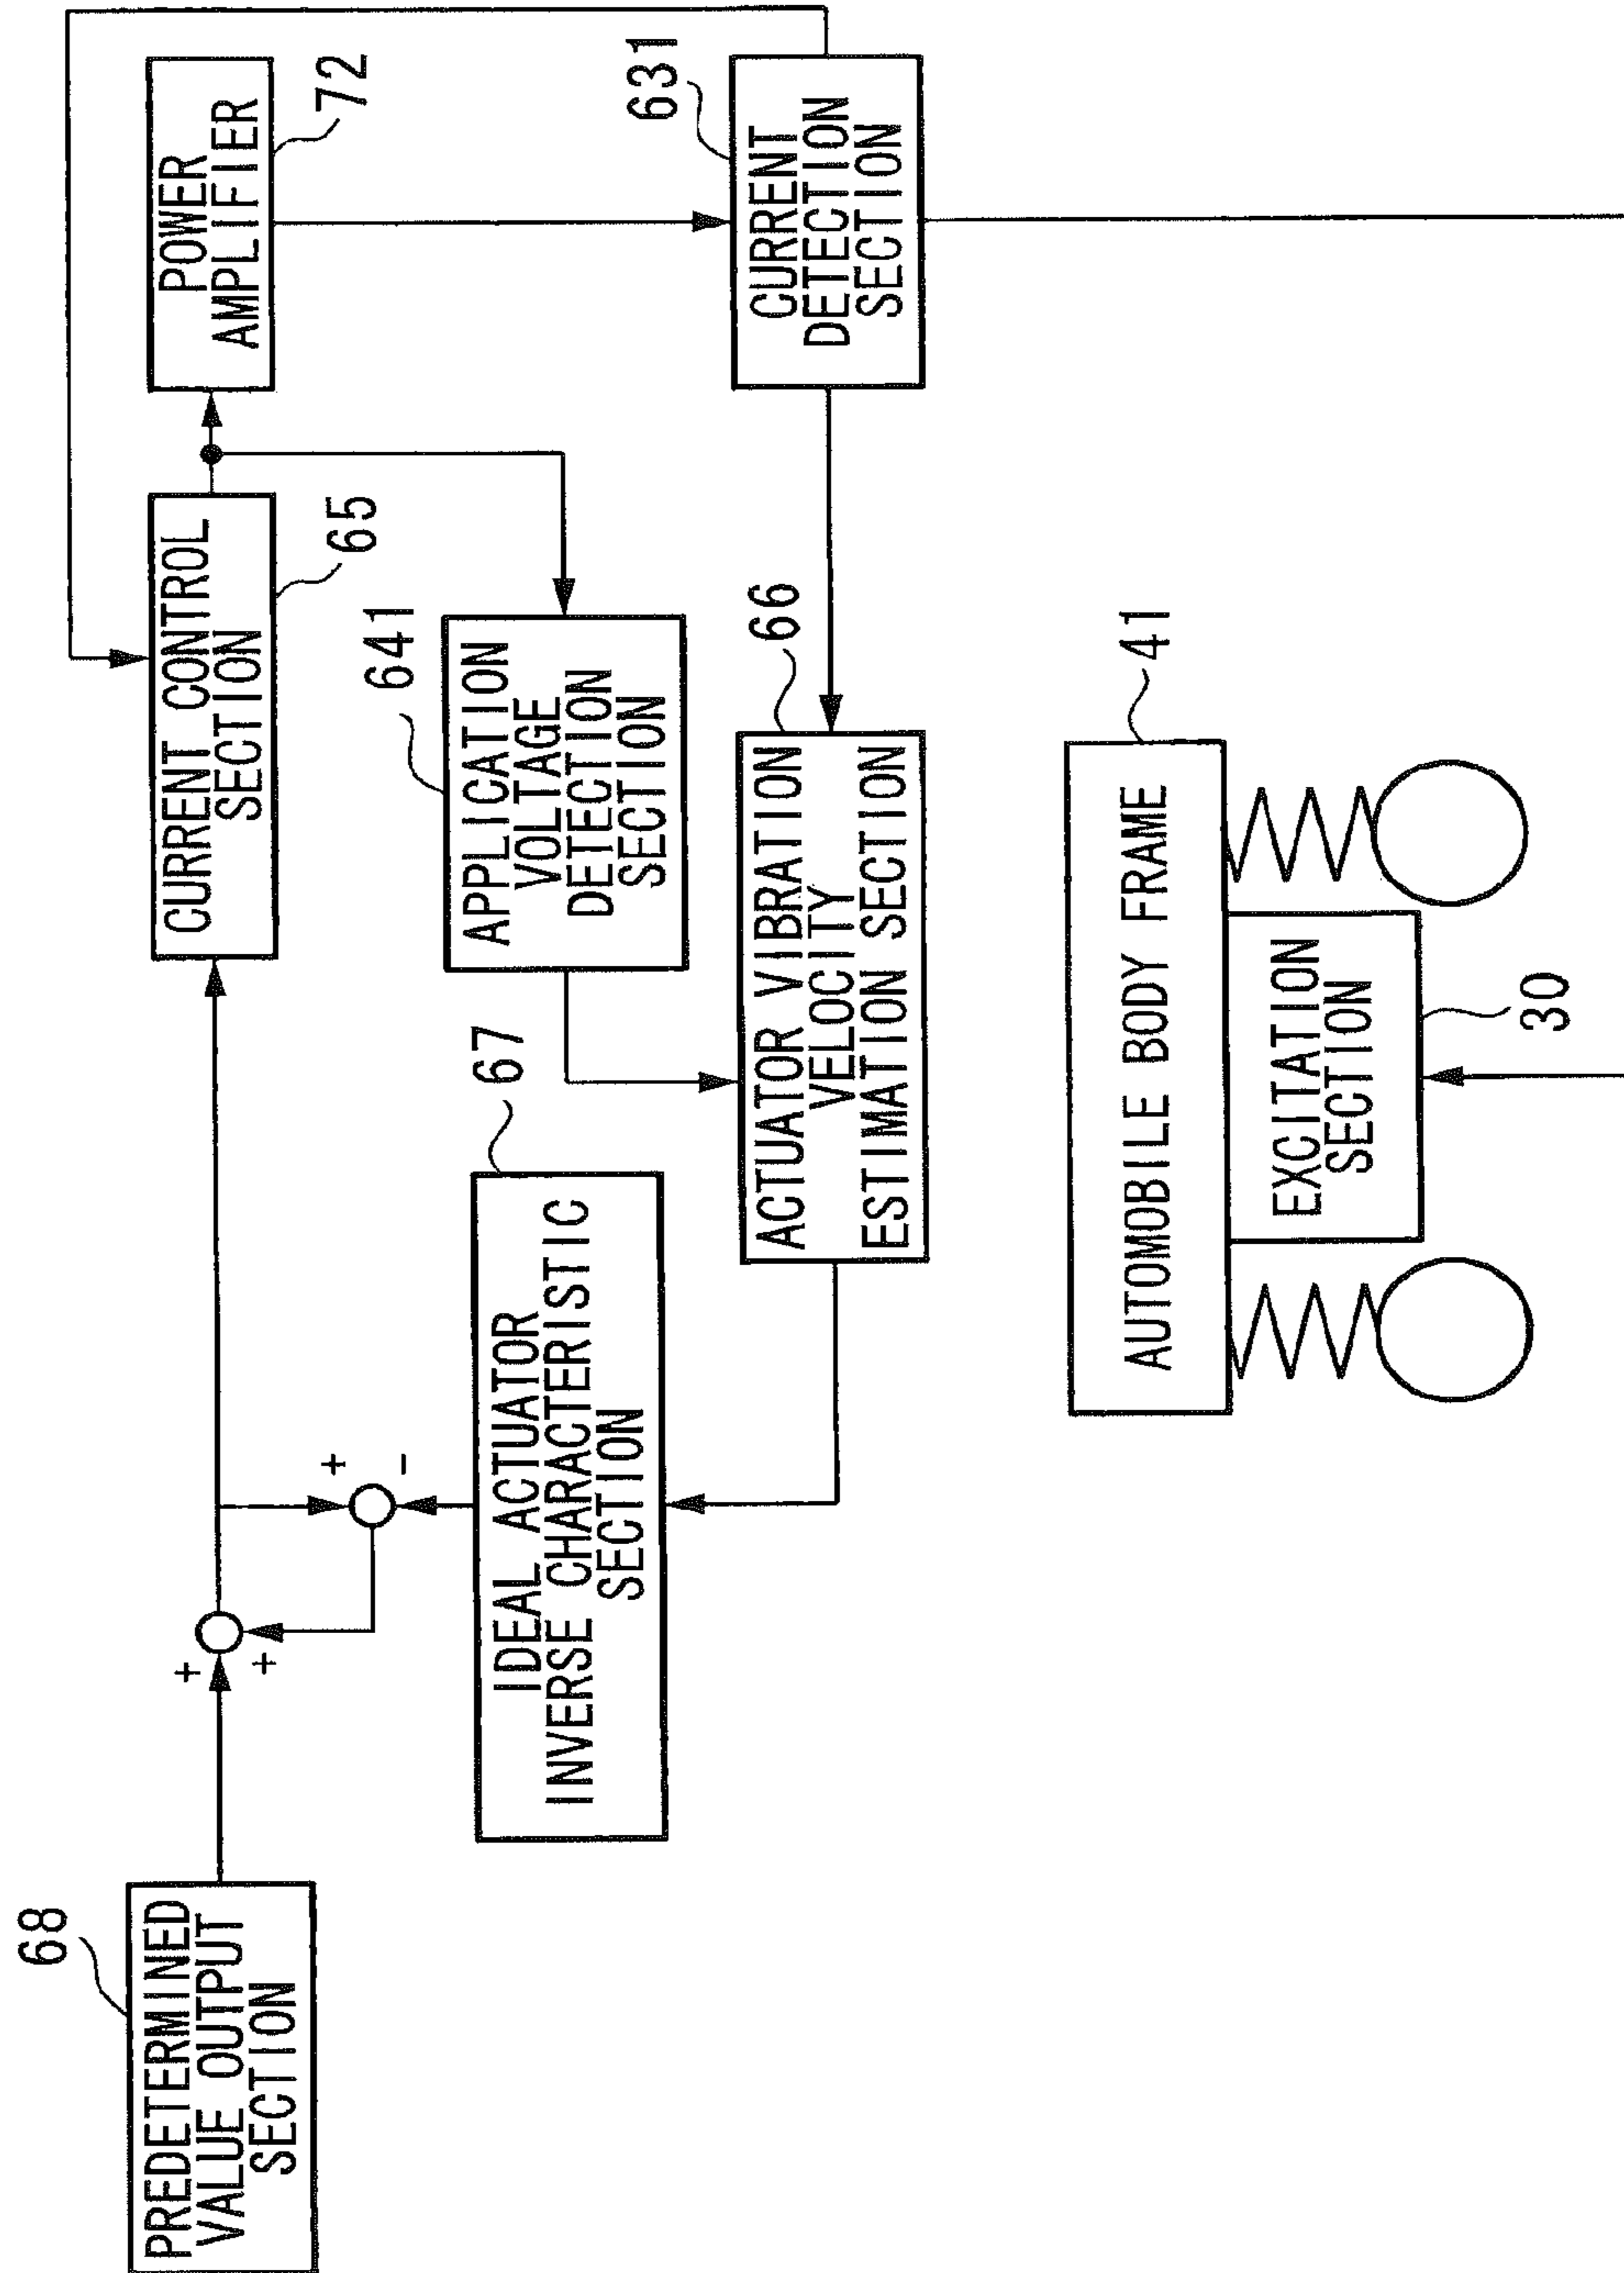 68
PREDETERMINED
VALUE OUTPUT
SECTION
+
+
+
-
CURRENT CONTROL
SECTION
65
POWER
AMPLIFIER
72
641
APPLICATION
VOLTAGE
DETECTION
SECTION
67
IDEAL ACTUATOR
INVERSE CHARACTERISTIC
SECTION
66
ACTUATOR VIBRATION
VELOCITY
ESTIMATION SECTION
631
CURRENT
DETECTION
SECTION
41
AUTOMOBILE BODY FRAME
EXCITATION
SECTION
30